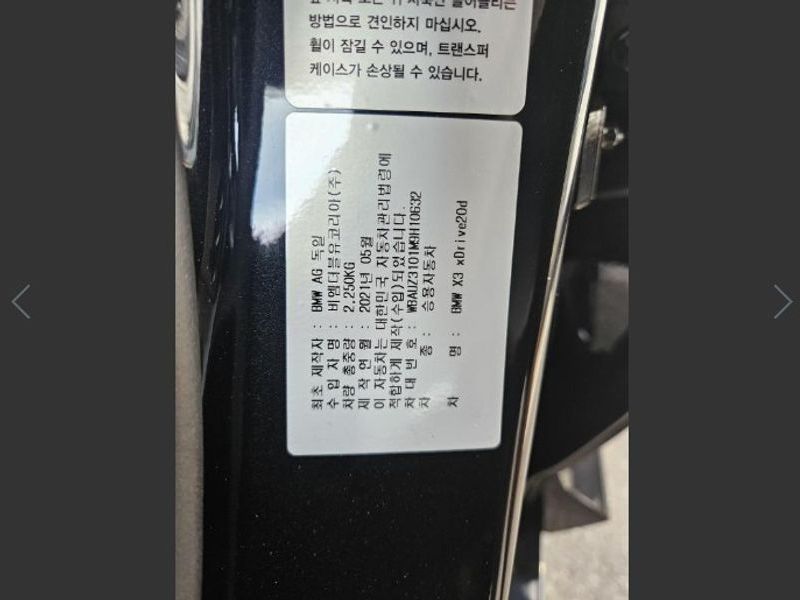 방법으로 견인하지 마십시오.
휠이 잠길 수 있으며, 트랜스퍼
케이스가 손상될 수 있습니다.
최초 제작자 : BMW AG 독일
수 입 자 명 : 비엠더블유코리아(주)
차량 총중량 : 2,250KG
제 작 연 월 : 2021년 05월
이 자동차는 대한민국 자동차관리법령에
적합하게 제작(수입)되었습니다.
차 대 번 호 : WBAUZ3101M9H10632
차 종 : 승용자동차
차 명 : BMW X3 xDrive20d